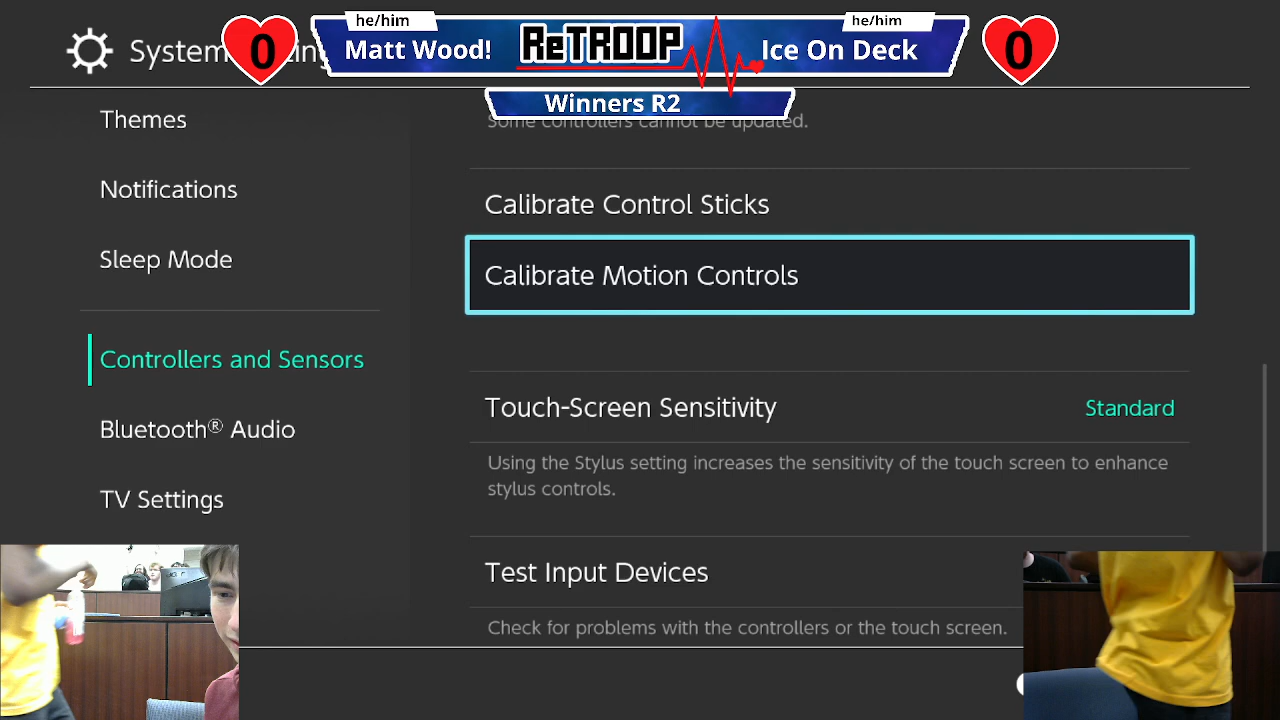 he/him
he/him
System
0
Matt Wood!
ReTROOP
Ice On Deck
0
Winners R2
Themes
Notifications
Sleep Mode
Controllers and Sensors
Bluetooth® Audio
TV Settings
Some controllers cannot be updated.
Calibrate Control Sticks
Calibrate Motion Controls
Touch-Screen Sensitivity
Standard
Using the Stylus setting increases the sensitivity of the touch screen to enhance
stylus controls.
Test Input Devices
Check for problems with the controllers or the touch screen.